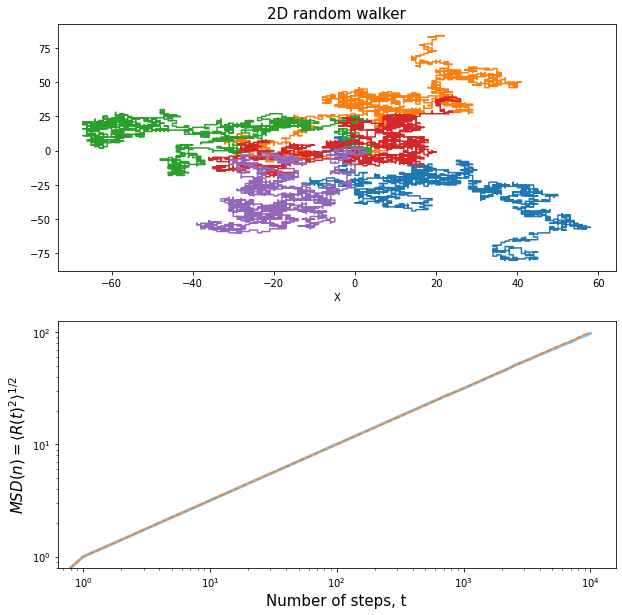 2D random walker
75
50
25
0
−25
−50
−75
−60 −40 −20 0 20 40 60
X
MSD(n) = ⟨R(t)²⟩^{1/2}
10²
10¹
10⁰
10⁰ 10¹ 10² 10³ 10⁴
Number of steps, t